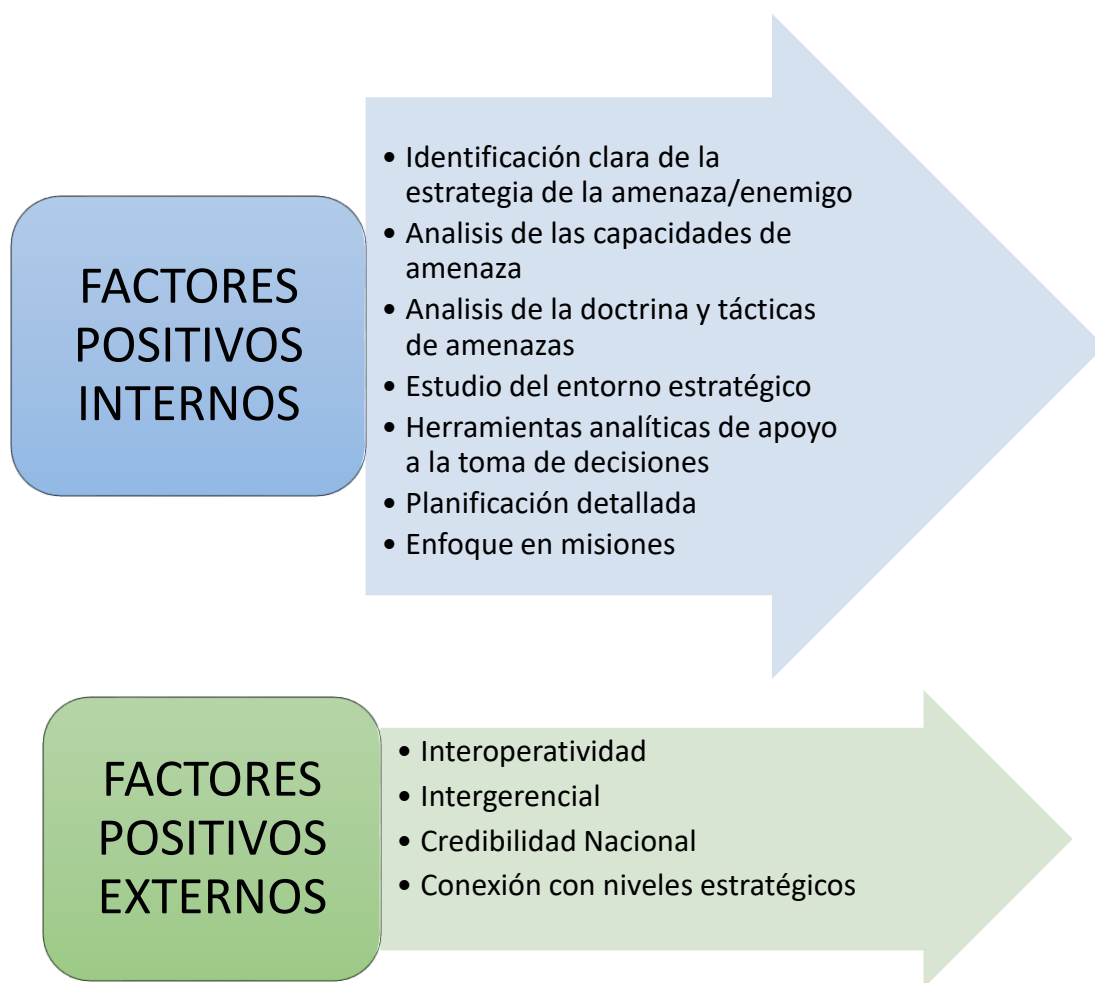 FACTORES
POSITIVOS
INTERNOS
• Identificación clara de la
estrategia de la amenaza/enemigo
• Analisis de las capacidades de
amenaza
• Analisis de la doctrina y tácticas
de amenazas
• Estudio del entorno estratégico
• Herramientas analíticas de apoyo
a la toma de decisiones
• Planificación detallada
• Enfoque en misiones
FACTORES
POSITIVOS
EXTERNOS
• Interoperatividad
• Intergerencial
• Credibilidad Nacional
• Conexión con niveles estratégicos